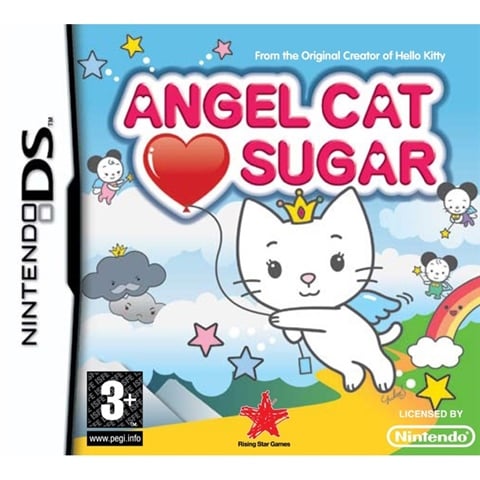 NINTENDO DS™
From the Original Creator of Hello Kitty
ANGEL CAT
SUGAR
3+
www.pegi.info
Rising Star Games
LICENSED BY
Nintendo